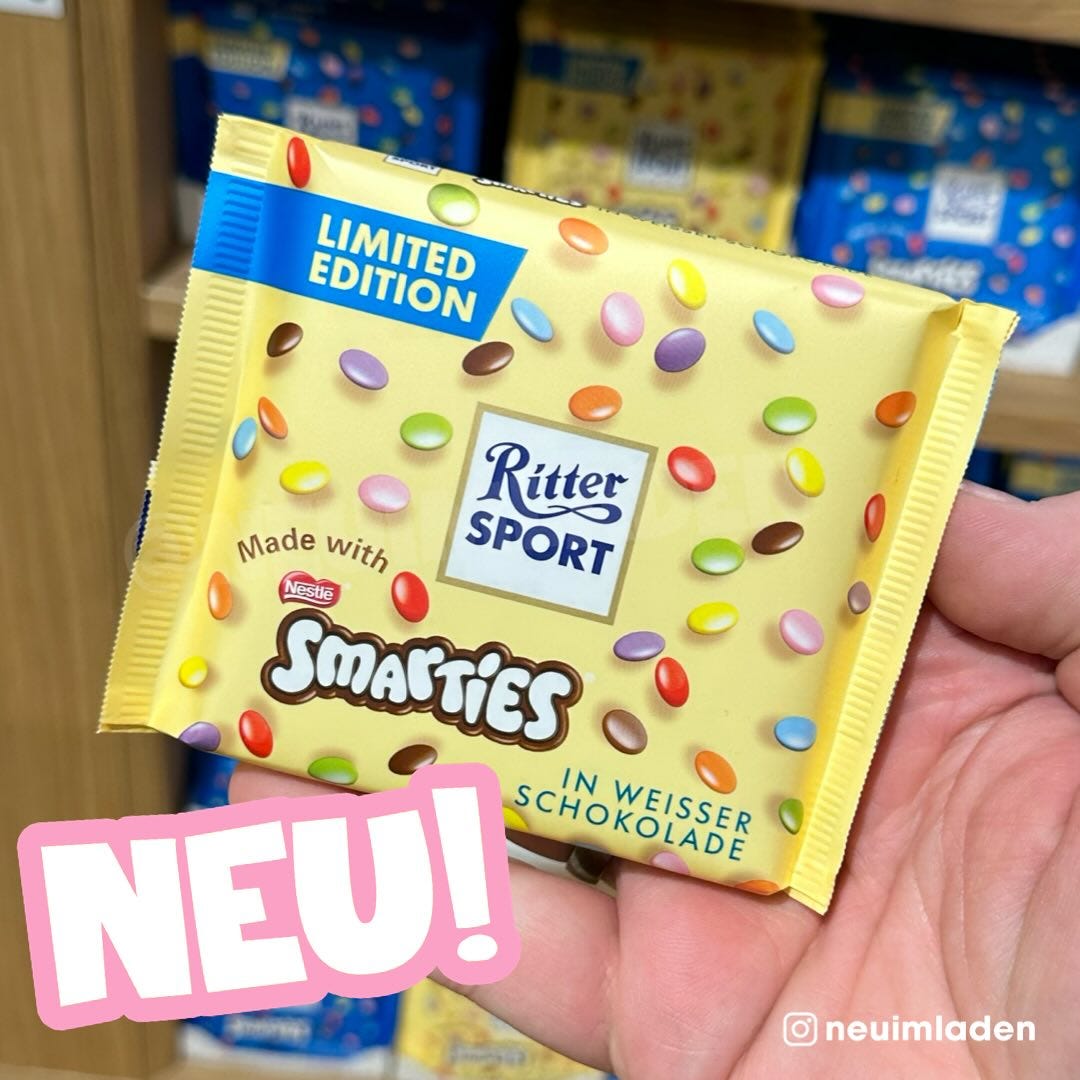 LIMITED
EDITION
Ritter
SPORT
Made with
Nestlé
SMARTIES
IN WEISSER
SCHOKOLADE
NEU!
neuimladen